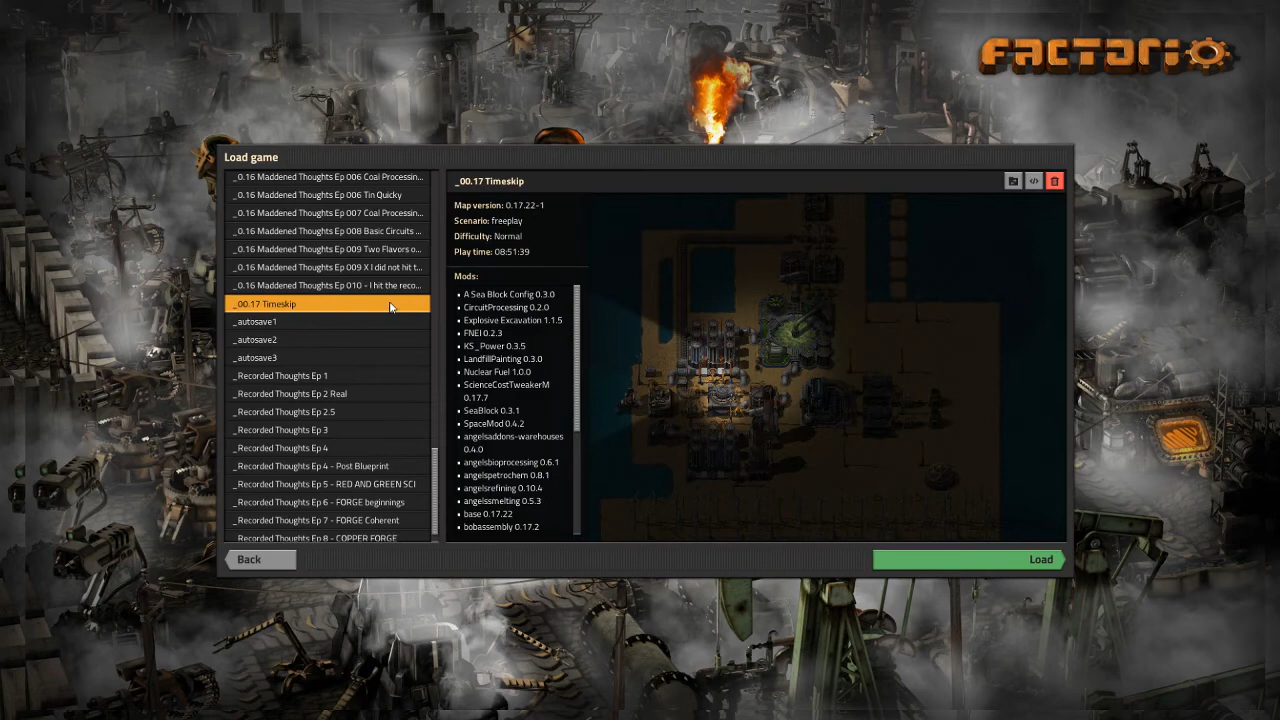 FACTORIO
Load game
_0.16 Maddened Thoughts Ep 006 Coal Processin...
_0.16 Maddened Thoughts Ep 006 Tin Quicky
_0.16 Maddened Thoughts Ep 007 Coal Processin...
_0.16 Maddened Thoughts Ep 008 Basic Circuits ...
_0.16 Maddened Thoughts Ep 009 Two Flavors o...
_0.16 Maddened Thoughts Ep 009 X I did not hit t...
_0.16 Maddened Thoughts Ep 010 - I hit the reco...
_00.17 Timeskip
_autosave1
_autosave2
_autosave3
_Recorded Thoughts Ep 1
_Recorded Thoughts Ep 2 Real
_Recorded Thoughts Ep 2.5
_Recorded Thoughts Ep 3
_Recorded Thoughts Ep 4
_Recorded Thoughts Ep 4 - Post Blueprint
_Recorded Thoughts Ep 5 - RED AND GREEN SCI
_Recorded Thoughts Ep 6 - FORGE beginnings
_Recorded Thoughts Ep 7 - FORGE Coherent
_Recorded Thoughts Ep 8 - COPPER FORGE
_00.17 Timeskip
Map version: 0.17.22-1
Scenario: freeplay
Difficulty: Normal
Play time: 08:51:39
Mods:
▪ A Sea Block Config 0.3.0
▪ CircuitProcessing 0.2.0
▪ Explosive Excavation 1.1.5
▪ FNEI 0.2.3
▪ KS_Power 0.3.5
▪ LandfillPainting 0.3.0
▪ Nuclear Fuel 1.0.0
▪ ScienceCostTweakerM
0.17.7
▪ SeaBlock 0.3.1
▪ SpaceMod 0.4.2
▪ angelsaddons-warehouses
0.4.0
▪ angelsbioprocessing 0.6.1
▪ angelspetrochem 0.8.1
▪ angelsrefining 0.10.4
▪ angelssmelting 0.5.3
▪ base 0.17.22
▪ bobassembly 0.17.2
Back
Load